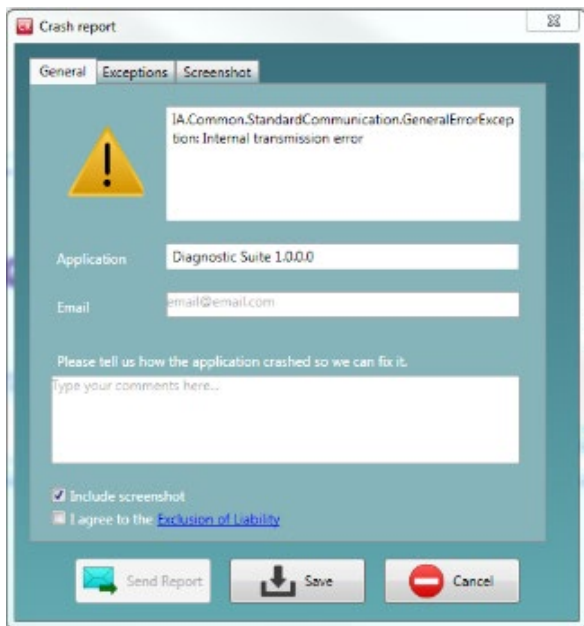 Crash report
General Exceptions Screenshot
IA.Common.StandardCommunication.GeneralErrorExcep
tion: Internal transmission error
Application Diagnostic Suite 1.0.0.0
Email email@email.com
Please tell us how the application crashed so we can fix it.
Type your comments here...
Include screenshot
I agree to the Exclusion of Liability
Send Report Save Cancel